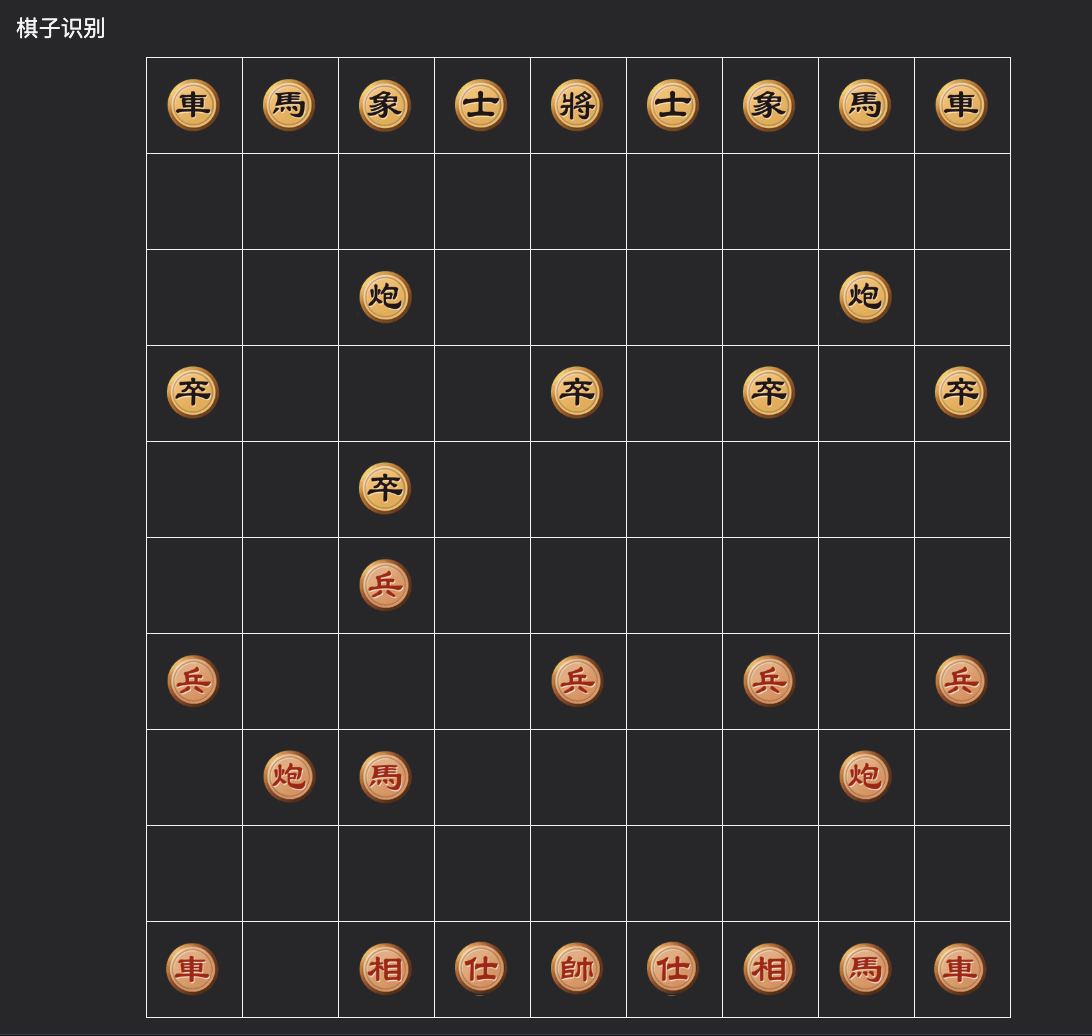 棋子识别
車 馬 象 士 將 士 象 馬 車
炮 炮
卒 卒 卒 卒
卒
兵
兵 兵 兵 兵
炮 馬 炮
車 相 仕 帥 仕 相 馬 車